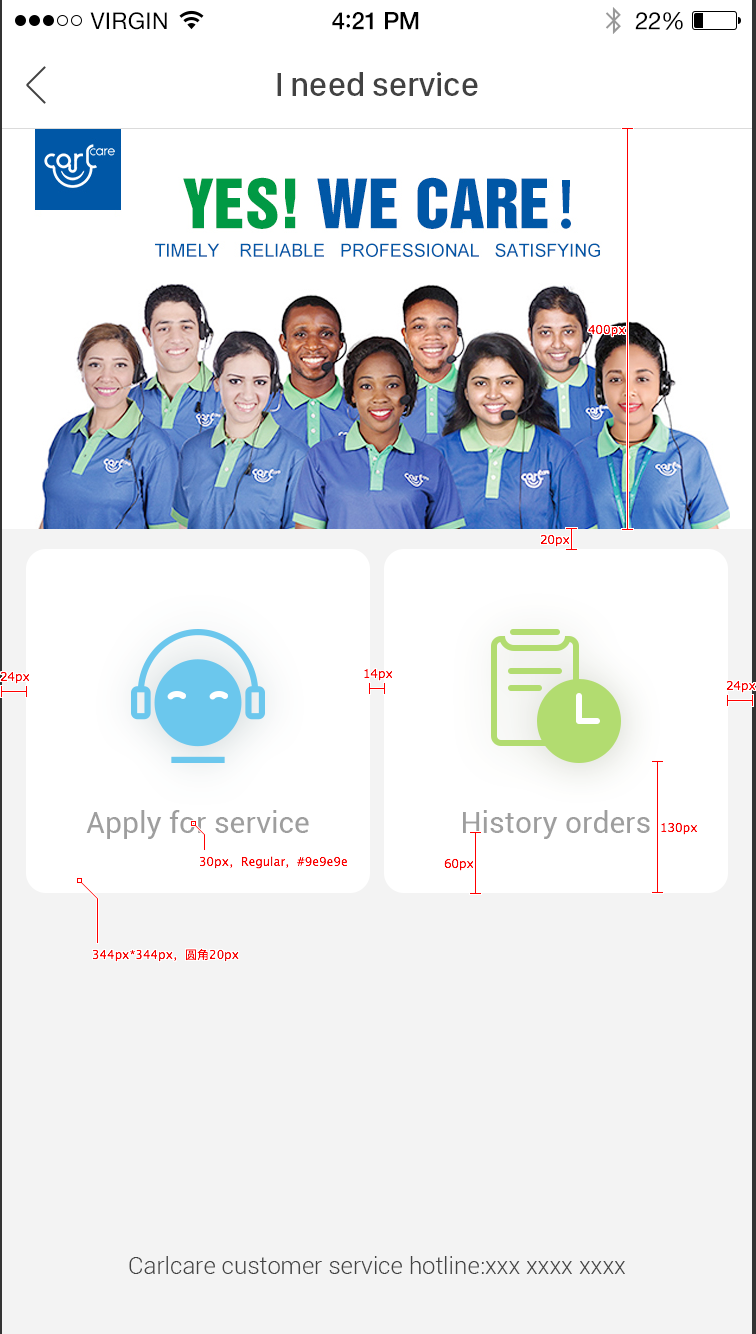 VIRGIN 4:21 PM 22%
I need service
carlcare
YES! WE CARE!
TIMELY RELIABLE PROFESSIONAL SATISFYING
400px
carlcare
20px
24px
14px
24px
Apply for service
History orders
130px
30px, Regular, #9e9e9e
60px
344px*344px, 圆角20px
Carlcare customer service hotline:xxx xxxx xxxx